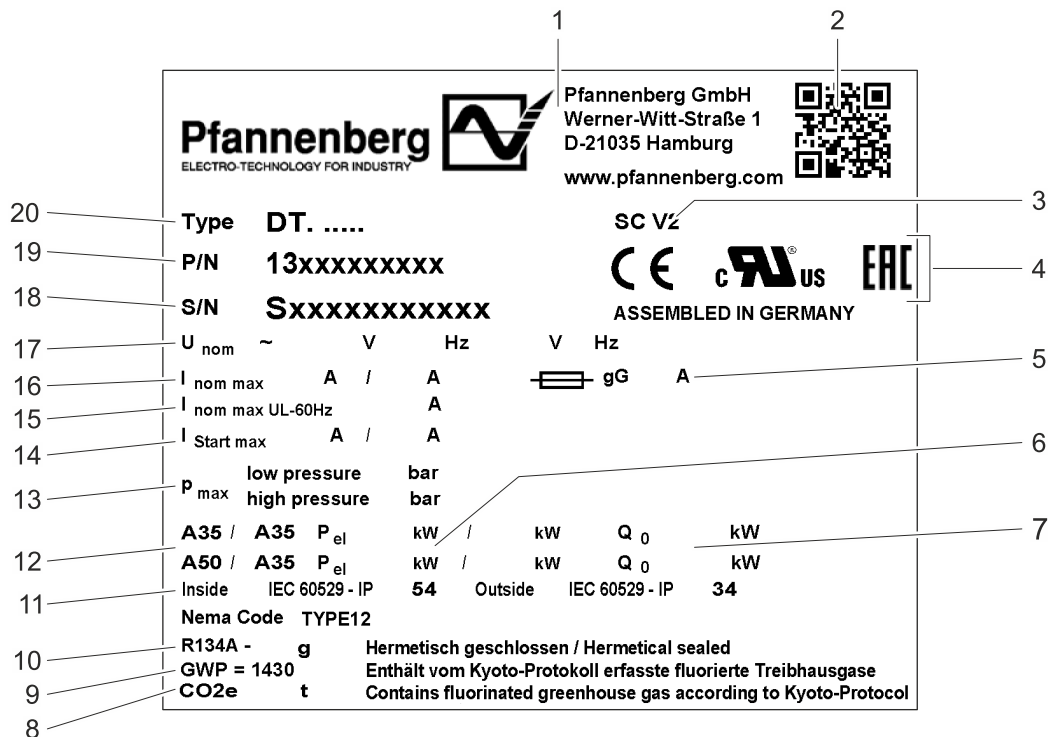 1 2
Pfannenberg
ELECTRO-TECHNOLOGY FOR INDUSTRY
Pfannenberg GmbH
Werner-Witt-Straße 1
D-21035 Hamburg
www.pfannenberg.com
3
20 Type DT. ..... SC V2
19 P/N 13xxxxxxxxx
CE c RU ® US EAC 4
18 S/N Sxxxxxxxxxxx ASSEMBLED IN GERMANY
17 U nom ~ V Hz V Hz
16 I nom max A / A gG A 5
15 I nom max UL-60Hz A
14 I Start max A / A 6
13 p max low pressure bar
high pressure bar
12 A35 / A35 P el kW / kW Q 0 kW 7
A50 / A35 P el kW / kW Q 0 kW
11 Inside IEC 60529 - IP 54 Outside IEC 60529 - IP 34
Nema Code TYPE12
10 R134A - g Hermetisch geschlossen / Hermetical sealed
9 GWP = 1430 Enthält vom Kyoto-Protokoll erfasste fluorierte Treibhausgase
8 CO2e t Contains fluorinated greenhouse gas according to Kyoto-Protocol